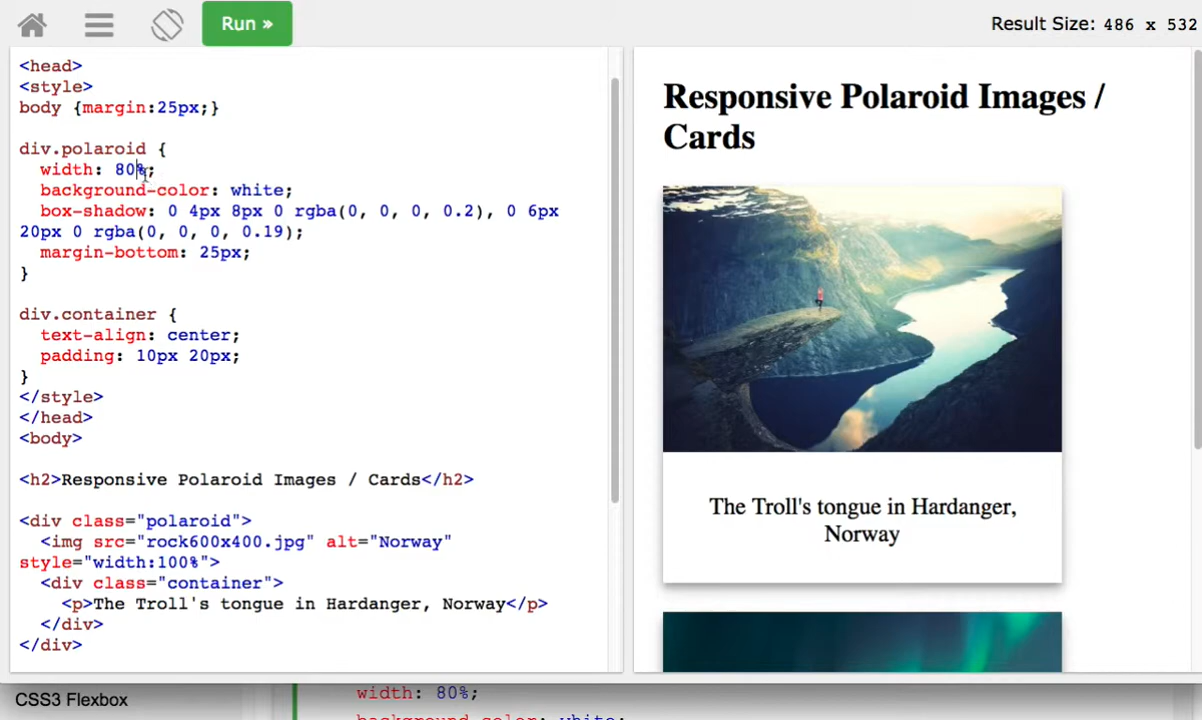 Run »
Result Size: 486 x 532
<head>
<style>
body {margin:25px;}
div.polaroid {
width: 80%;
background-color: white;
box-shadow: 0 4px 8px 0 rgba(0, 0, 0, 0.2), 0 6px
20px 0 rgba(0, 0, 0, 0.19);
margin-bottom: 25px;
}
div.container {
text-align: center;
padding: 10px 20px;
}
</style>
</head>
<body>
<h2>Responsive Polaroid Images / Cards</h2>
<div class="polaroid">
<img src="rock600x400.jpg" alt="Norway"
style="width:100%">
<div class="container">
<p>The Troll's tongue in Hardanger, Norway</p>
</div>
</div>
Responsive Polaroid Images /
Cards
The Troll's tongue in Hardanger,
Norway
CSS3 Flexbox
width: 80%;
background-color: white;